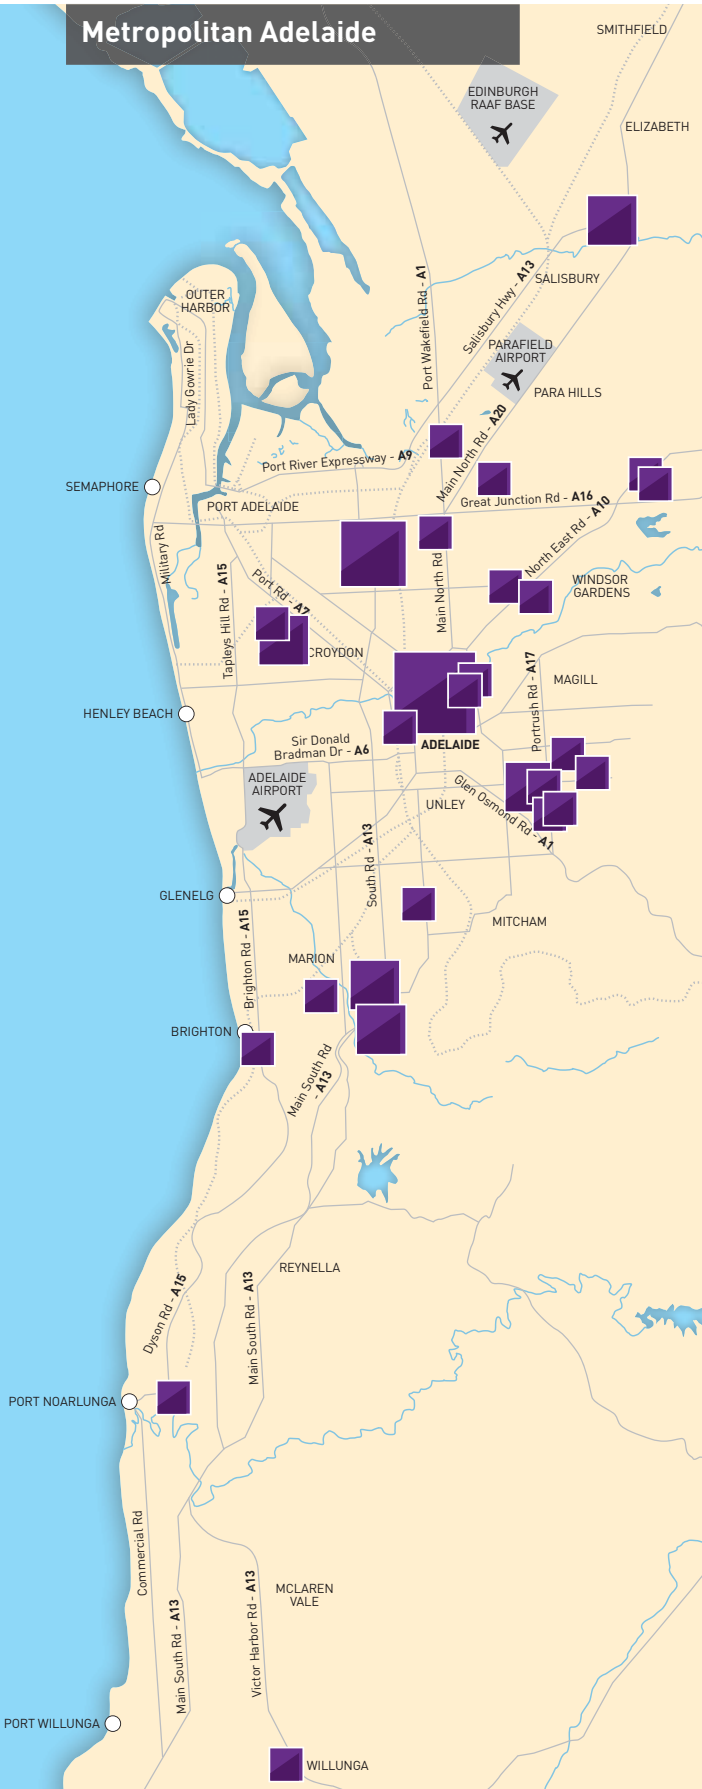 Metropolitan Adelaide
SMITHFIELD
EDINBURGH
RAAF BASE
ELIZABETH
SALISBURY
Port Wakefield Rd - A1
Salisbury Hwy - A13
OUTER
HARBOR
Lady Gowrie Dr
PARAFIELD
AIRPORT
PARA HILLS
Main North Rd - A20
Port River Expressway - A9
SEMAPHORE
Great Junction Rd - A16
PORT ADELAIDE
North East Rd - A10
Military Rd
Tapleys Hill Rd - A15
Port Rd - A7
Main North Rd
WINDSOR
GARDENS
CROYDON
Portrush Rd - A17
MAGILL
HENLEY BEACH
Sir Donald
Bradman Dr - A6
ADELAIDE
ADELAIDE
AIRPORT
Glen Osmond Rd - A1
UNLEY
South Rd - A13
GLENELG
Brighton Rd - A15
MITCHAM
MARION
BRIGHTON
Main South Rd
- A13
REYNELLA
Dyson Rd - A15
Main South Rd - A13
PORT NOARLUNGA
Commercial Rd
Main South Rd - A13
Victor Harbor Rd - A13
MCLAREN
VALE
PORT WILLUNGA
WILLUNGA